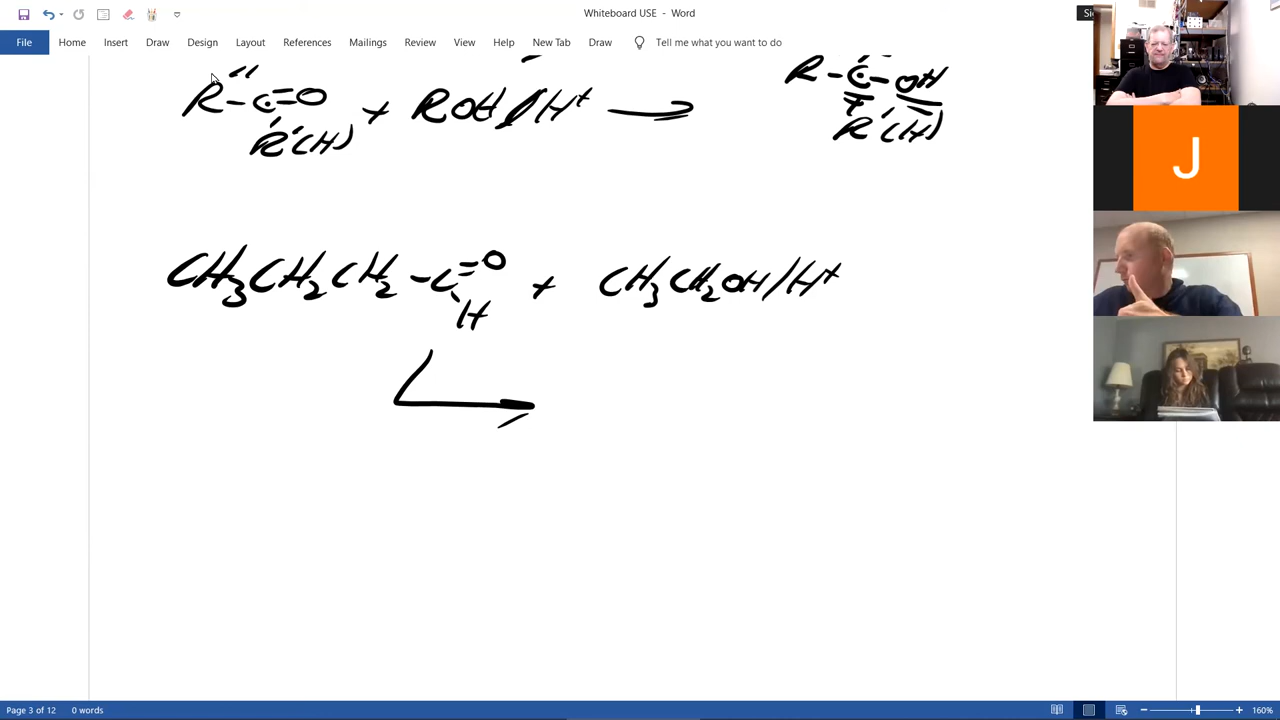 Whiteboard USE - Word
File Home Insert Draw Design Layout References Mailings Review View Help New Tab Draw Tell me what you want to do
R-C=O + ROH/H+ → R-C-OH
R'(H) R'(H)
J
CH3CH2CH2-C=O + CH3CH2OH/H+
H
Page 3 of 12 0 words 160%